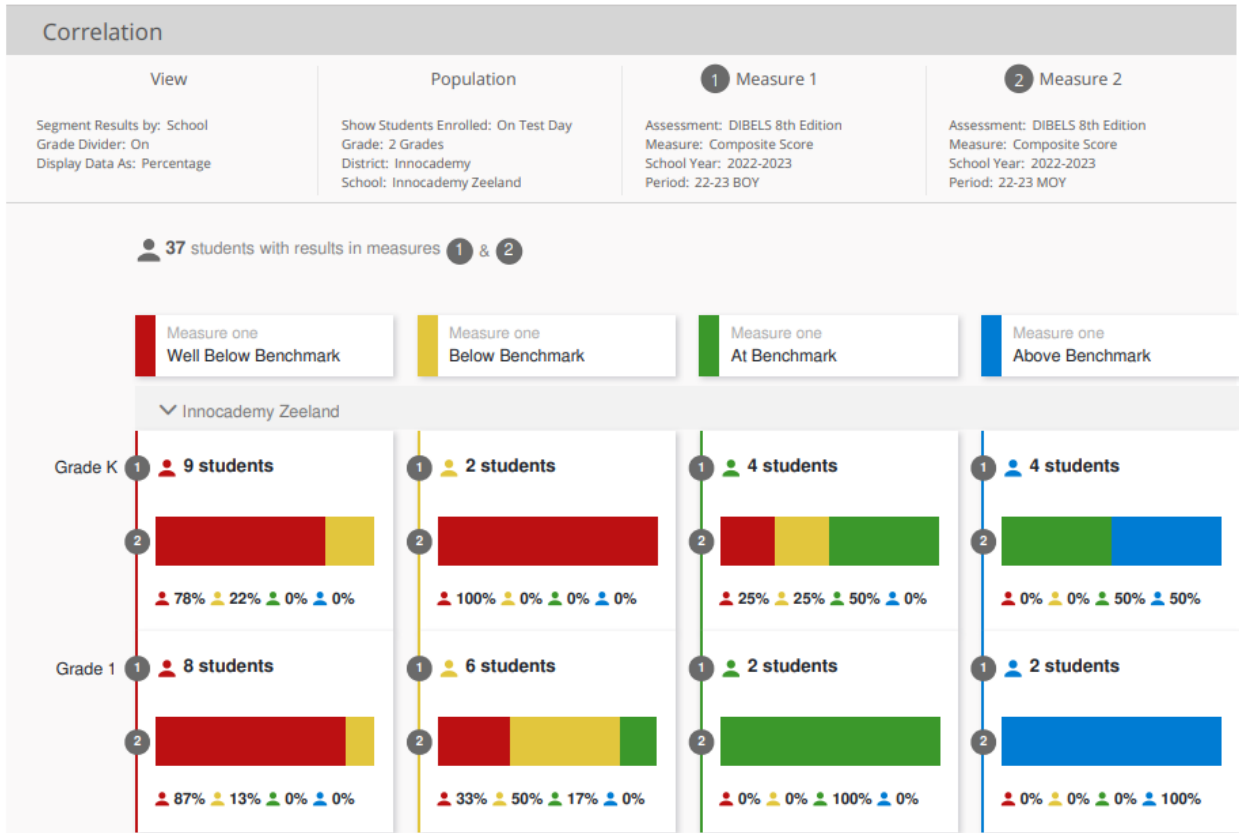 Correlation
View
Segment Results by: School
Grade Divider: On
Display Data As: Percentage
Population
Show Students Enrolled: On Test Day
Grade: 2 Grades
District: Innocademy
School: Innocademy Zeeland
1 Measure 1
Assessment: DIBELS 8th Edition
Measure: Composite Score
School Year: 2022-2023
Period: 22-23 BOY
2 Measure 2
Assessment: DIBELS 8th Edition
Measure: Composite Score
School Year: 2022-2023
Period: 22-23 MOY
37 students with results in measures 1 & 2
Measure one
Well Below Benchmark
Measure one
Below Benchmark
Measure one
At Benchmark
Measure one
Above Benchmark
Innocademy Zeeland
Grade K
1 9 students
2
78% 22% 0% 0%
1 2 students
2
100% 0% 0% 0%
1 4 students
2
25% 25% 50% 0%
1 4 students
2
0% 0% 50% 50%
Grade 1
1 8 students
2
87% 13% 0% 0%
1 6 students
2
33% 50% 17% 0%
1 2 students
2
0% 0% 100% 0%
1 2 students
2
0% 0% 0% 100%